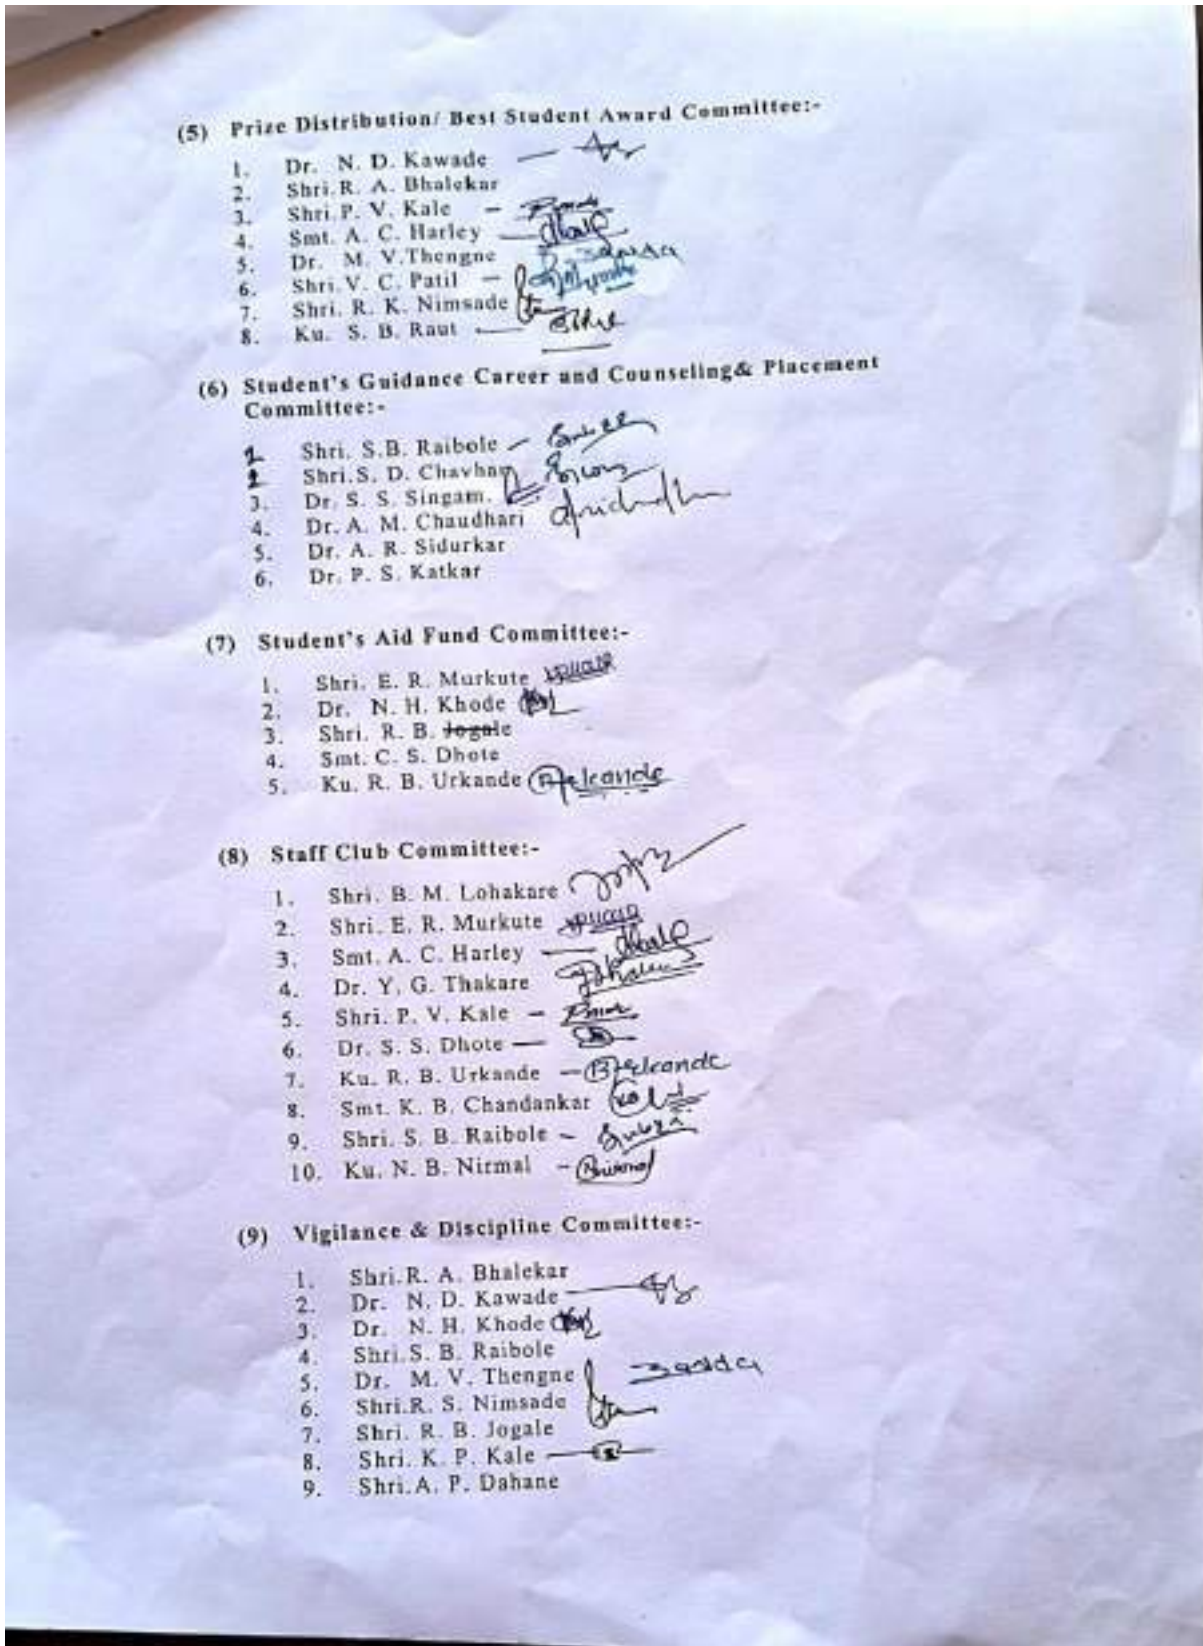 (5) Prize Distribution/ Best Student Award Committee:-
1. Dr. N. D. Kawade
2. Shri.R. A. Bhalekar
3. Shri.P. V. Kale -
4. Smt. A. C. Harley
5. Dr. M. V.Thengne
6. Shri.V. C. Patil -
7. Shri. R. K. Nimsade
8. Ku. S. B. Raut
(6) Student's Guidance Career and Counseling& Placement
Committee:-
1 Shri. S.B. Raibole -
2 Shri.S. D. Chavhan
3. Dr. S. S. Singam.
4. Dr. A. M. Chaudhari
5. Dr. A. R. Sidurkar
6. Dr. P. S. Katkar
(7) Student's Aid Fund Committee:-
1. Shri. E. R. Murkute
2. Dr. N. H. Khode
3. Shri. R. B. Jogale
4. Smt. C. S. Dhote
5. Ku. R. B. Urkande
(8) Staff Club Committee:-
1. Shri. B. M. Lohakare
2. Shri. E. R. Murkute
3. Smt. A. C. Harley
4. Dr. Y. G. Thakare
5. Shri. P. V. Kale -
6. Dr. S. S. Dhote -
7. Ku. R. B. Urkande -
8. Smt. K. B. Chandankar
9. Shri. S. B. Raibole -
10. Ku. N. B. Nirmal -
(9) Vigilance & Discipline Committee:-
1. Shri.R. A. Bhalekar
2. Dr. N. D. Kawade
3. Dr. N. H. Khode
4. Shri.S. B. Raibole
5. Dr. M. V. Thengne
6. Shri.R. S. Nimsade
7. Shri. R. B. Jogale
8. Shri. K. P. Kale
9. Shri.A. P. Dahane